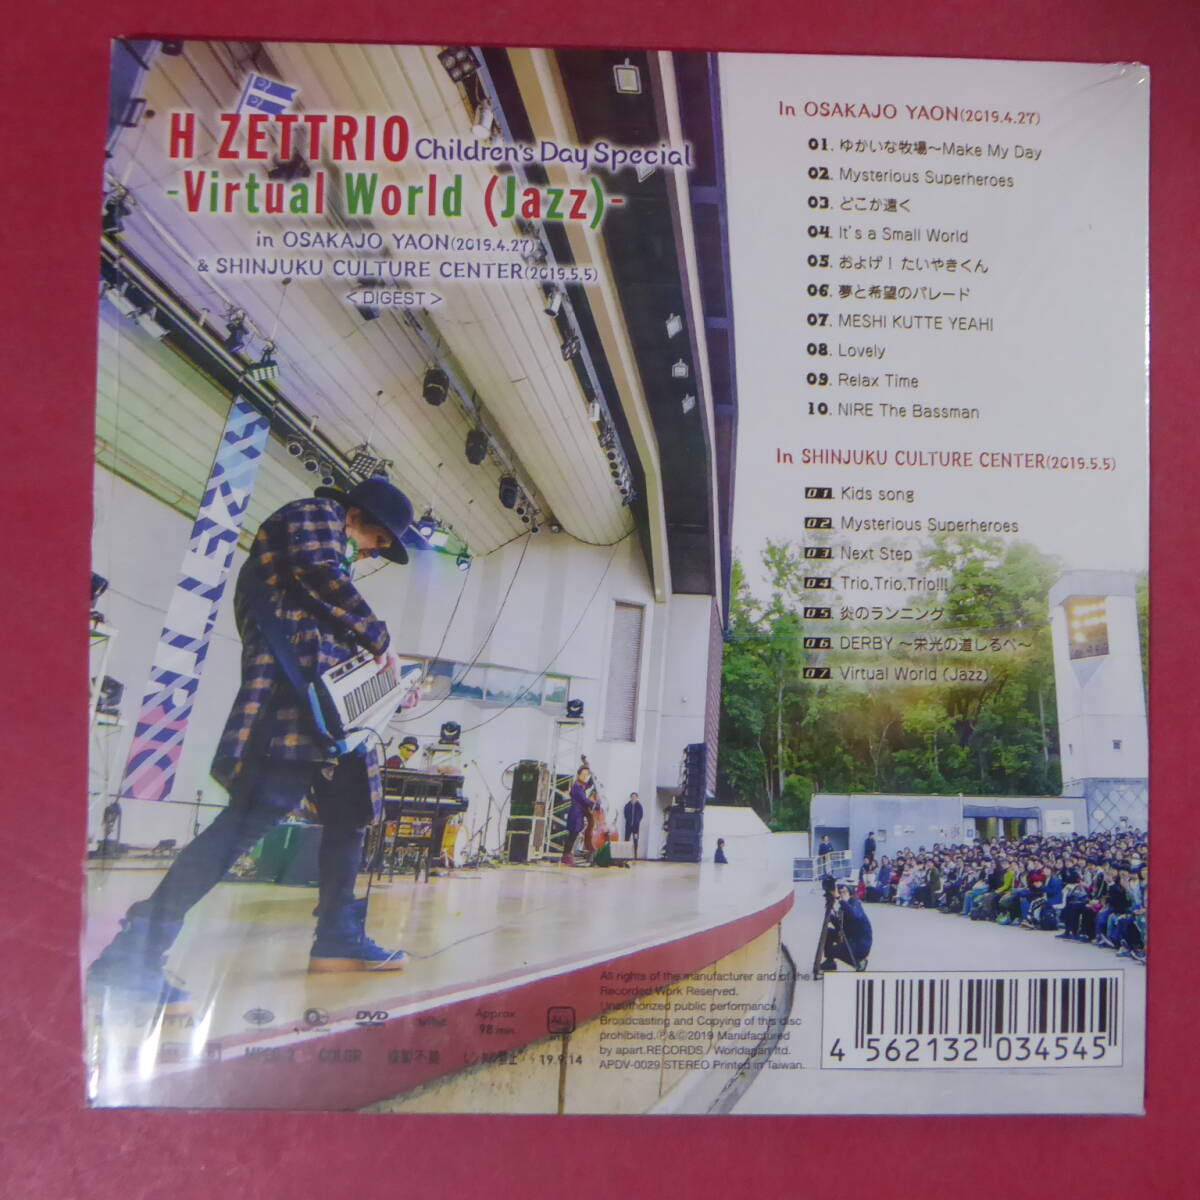 H ZETTRIO Children's Day Special
-Virtual World (Jazz)-
in OSAKAJO YAON(2019.4.27)
& SHINJUKU CULTURE CENTER(2019.5.5)
<DIGEST>
In OSAKAJO YAON(2019.4.27)
01. ゆかいな牧場〜Make My Day
02. Mysterious Superheroes
03. どこか遠く
04. It's a Small World
05. およげ！たいやきくん
06. 夢と希望のパレード
07. MESHI KUTTE YEAH!
08. Lovely
09. Relax Time
10. NIRE The Bassman
In SHINJUKU CULTURE CENTER(2019.5.5)
01. Kids song
02. Mysterious Superheroes
03. Next Step
04. Trio,Trio,Trio!!!
05. 炎のランニング
06. DERBY 〜栄光の道しるべ〜
07. Virtual World (Jazz)
DVD
Approx
98 min.
ALL
MPEG-2 COLOR 複製不能 レンタル禁止 '19.9.14
All rights of the manufacturer and of the
Recorded Work Reserved.
Unauthorized public performance,
Broadcasting and Copying of this disc
prohibited. Ⓟ&©2019 Manufactured
by apart.RECORDS / Worldapart ltd.
APDV-0029 STEREO Printed in Taiwan.
4 562132 034545